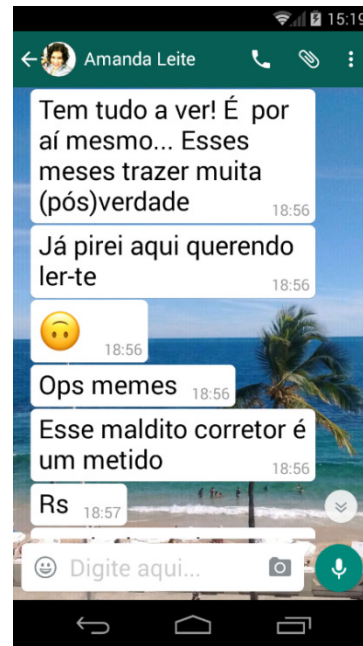 15:19
Amanda Leite
Tem tudo a ver! É por
aí mesmo... Esses
meses trazer muita
(pós)verdade
18:56
Já pirei aqui querendo
ler-te
18:56
18:56
Ops memes 18:56
Esse maldito corretor é
um metido
18:56
Rs 18:57
Digite aqui...